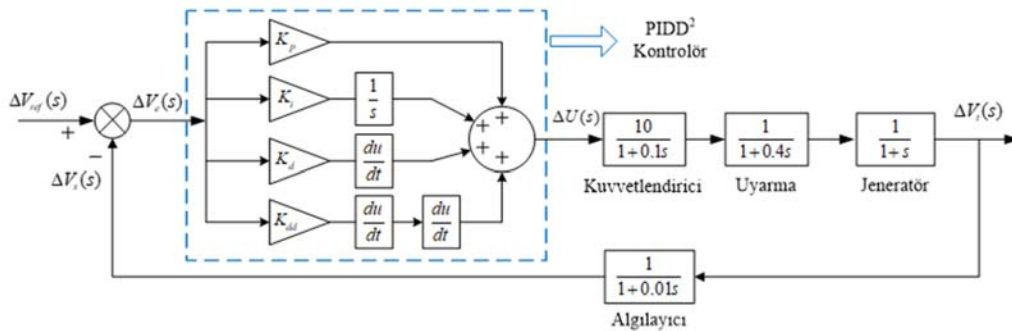 PIDD²
Kontrolör
K_p
ΔV_ref(s)
ΔV_e(s)
+
−
ΔV_s(s)
K_i
1/s
K_d
du/dt
K_dd
du/dt
du/dt
+ +
+ +
+ +
ΔU(s)
10/(1+0.1s)
Kuvvetlendirici
1/(1+0.4s)
Uyarma
1/(1+s)
Jeneratör
ΔV_t(s)
1/(1+0.01s)
Algılayıcı